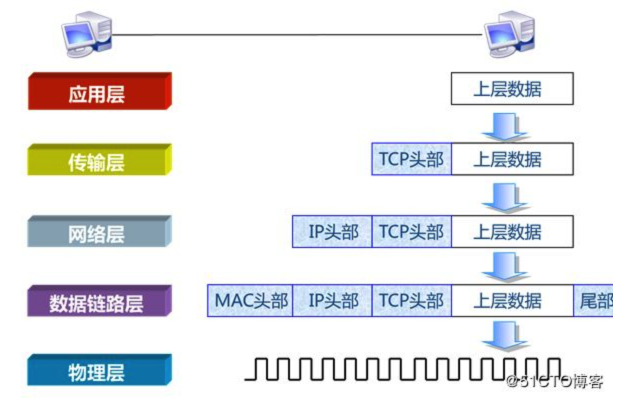 应用层 上层数据
传输层 TCP头部 上层数据
网络层 IP头部 TCP头部 上层数据
数据链路层 MAC头部 IP头部 TCP头部 上层数据 尾部
物理层
@51CTO博客